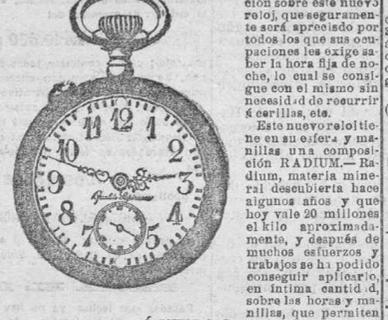 ción sobre este nuevo
reloj, que seguramen-
te será apreciado por
todos los que sus ocu-
paciones les exige sa-
ber la hora fija de no-
che, lo cual se consi-
gue con el mismo sin
necesidad de recurrir
á cerillas, etc.
Este nuevo reloj tie-
ne en su esfera y ma-
nillas una composi-
ción RADIUM.— Ra-
dium, materia mine-
ral descubierta hace
algunos años y que
hoy vale 20 millones
el kilo aproximada-
mente, y después de
muchos esfuerzos y
trabajos se ha podido
conseguir aplicarlo,
en íntima cantidad,
sobre las horas y ma-
nillas, que permiten
11 12 1
10 2
9 3
8 4
7 5